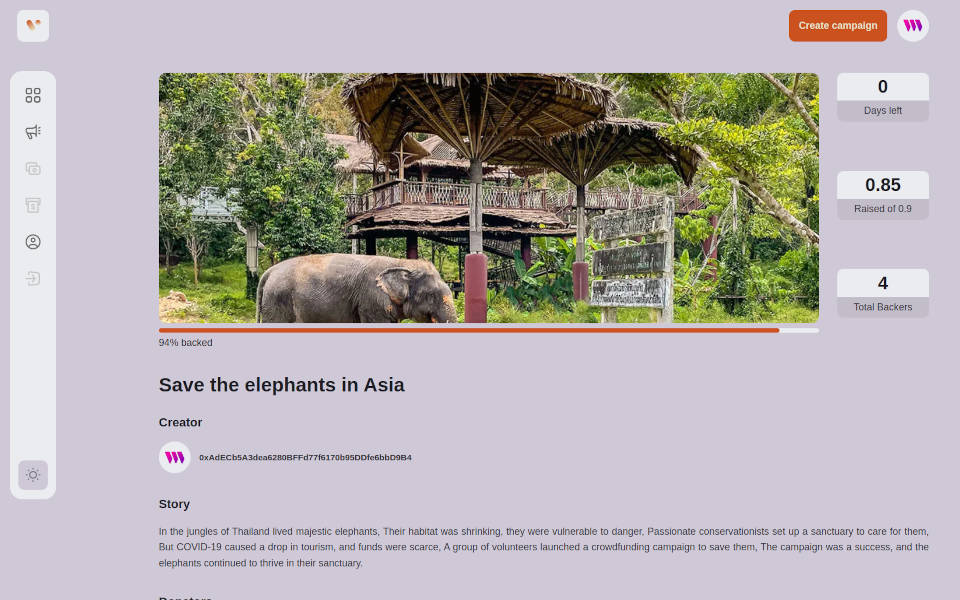 Create campaign
0
Days left
0.85
Raised of 0.9
4
Total Backers
94% backed
Save the elephants in Asia
Creator
0xAdECb5A3dea6280BFFd77f6170b95DDfe6bbD9B4
Story
In the jungles of Thailand lived majestic elephants, Their habitat was shrinking, they were vulnerable to danger, Passionate conservationists set up a sanctuary to care for them,
But COVID-19 caused a drop in tourism, and funds were scarce, A group of volunteers launched a crowdfunding campaign to save them, The campaign was a success, and the
elephants continued to thrive in their sanctuary.